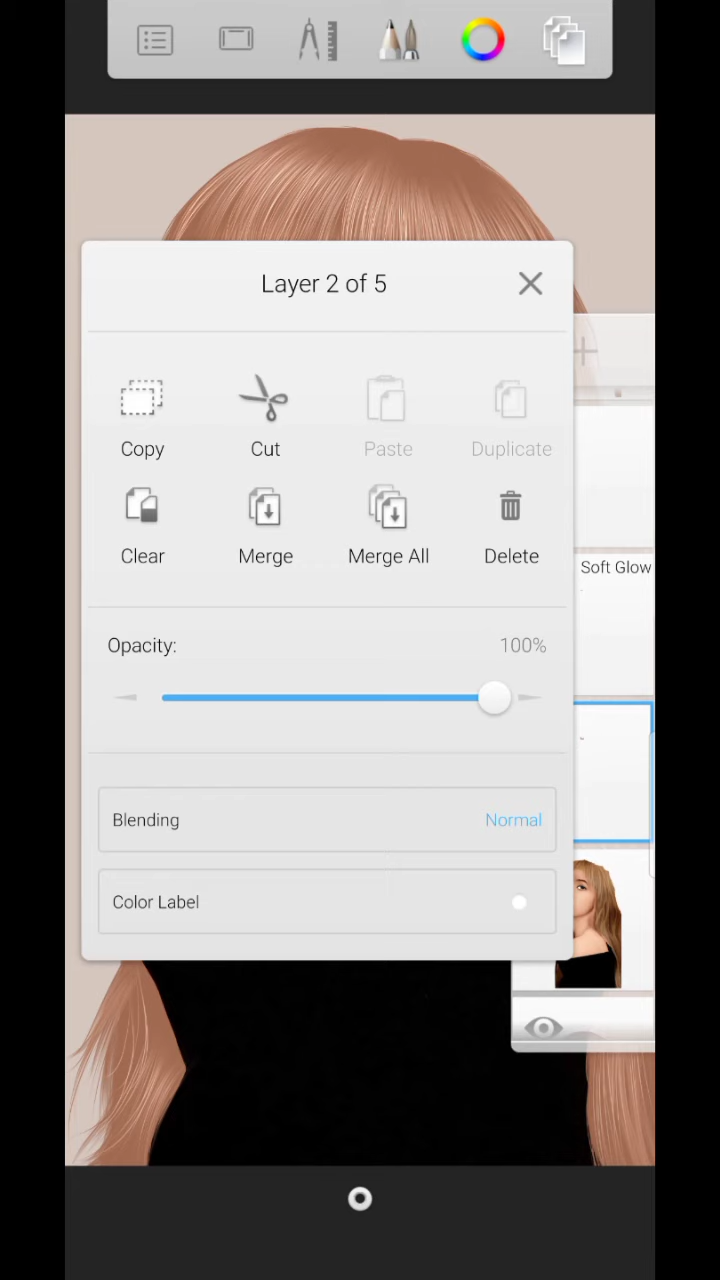 Layer 2 of 5
Copy Cut Paste Duplicate
Clear Merge Merge All Delete
Soft Glow
Opacity: 100%
Blending Normal
Color Label